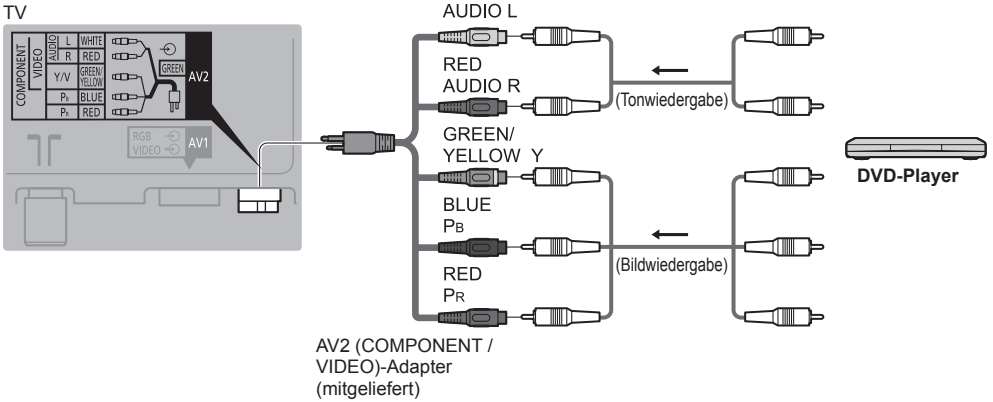 TV
COMPONENT
VIDEO
AUDIO
L WHITE
R RED
Y/V GREEN/
YELLOW
PB BLUE
PR RED
GREEN
AV2
RGB
VIDEO
AV1
AUDIO L
RED
AUDIO R
GREEN/
YELLOW Y
BLUE
PB
RED
PR
(Tonwiedergabe)
(Bildwiedergabe)
DVD-Player
AV2 (COMPONENT /
VIDEO)-Adapter
(mitgeliefert)